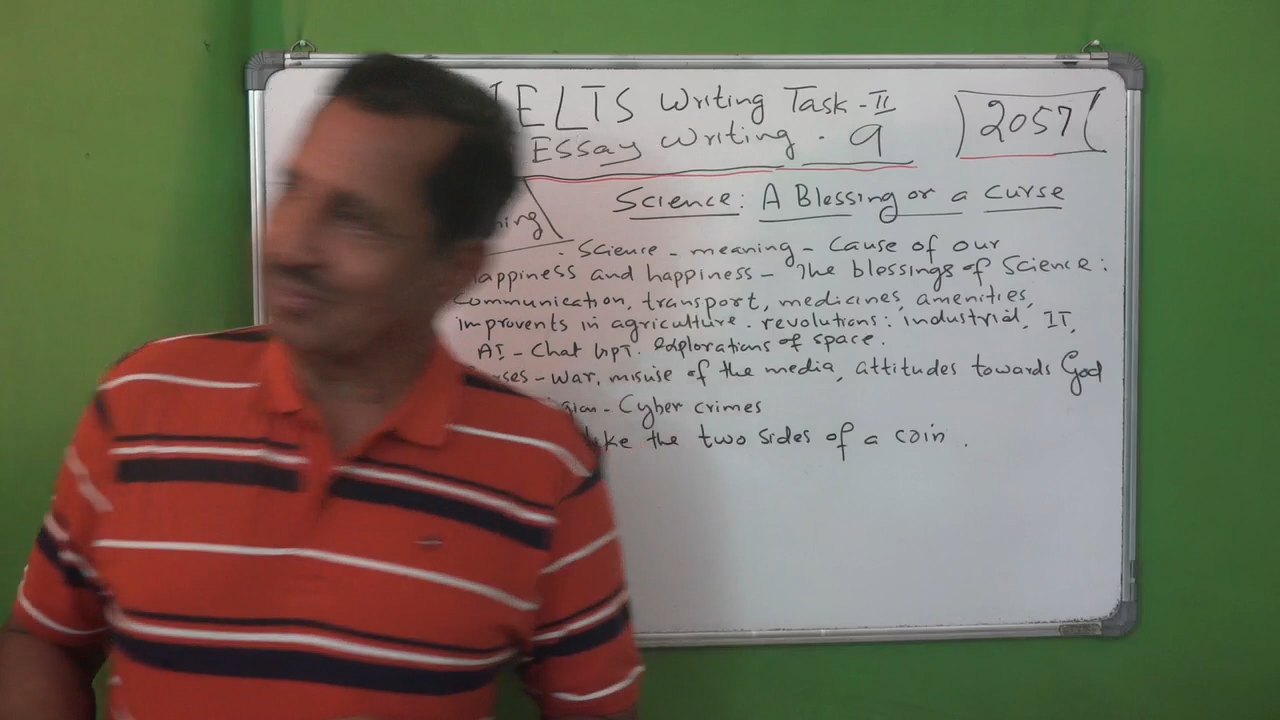 IELTS Writing Task - II
Essay Writing . 9
2057
Science: A Blessing or a Curse
. Science - meaning - Cause of our
happiness and happiness - The blessings of Science:
Communication, transport, medicines, amenities,
improvents in agriculture. revolutions: industrial, IT,
AI - Chat GPT. Explorations of space.
- War, misuse of the media, attitudes towards God
- Cyber crimes
like the two sides of a coin.